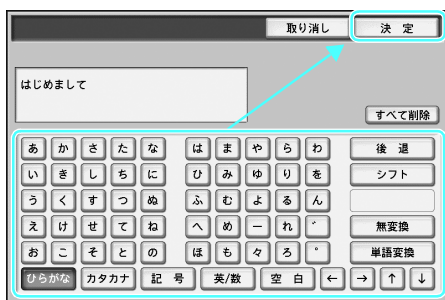 取り消し 決 定
はじめまして
すべて削除
あ か さ た な は ま や ら わ 後 退
い き し ち に ひ み ゆ り を シフト
う く す つ ぬ ふ む よ る ん
え け せ て ね へ め ー れ ゛ 無変換
お こ そ と の ほ も 々 ろ ゜ 単語変換
ひらがな カタカナ 記 号 英/数 空 白 ← → ↑ ↓